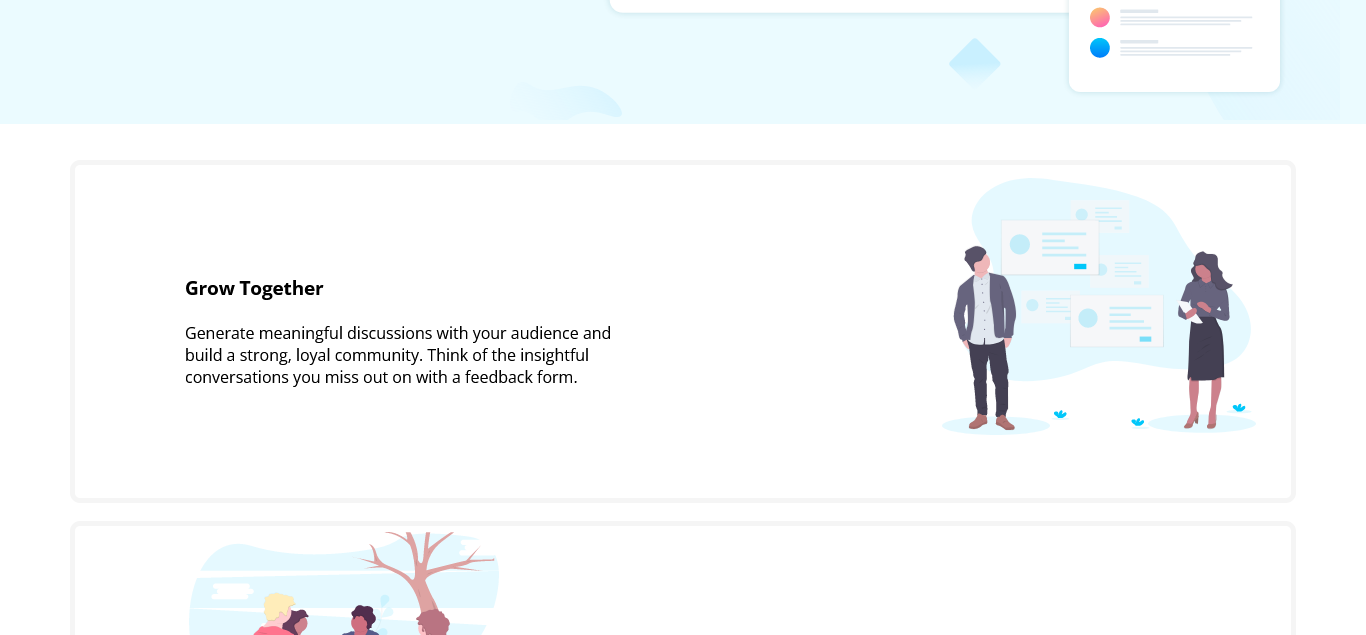 Grow Together
Generate meaningful discussions with your audience and
build a strong, loyal community. Think of the insightful
conversations you miss out on with a feedback form.